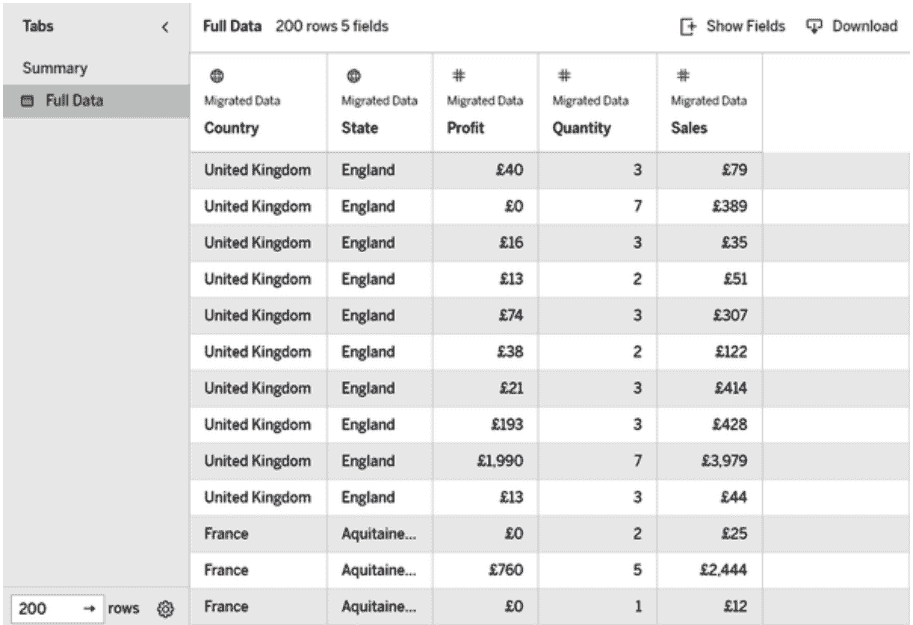 Tabs
Full Data 200 rows 5 fields Show Fields Download
Summary
Full Data
Migrated Data Migrated Data Migrated Data Migrated Data Migrated Data
Country State Profit Quantity Sales
United Kingdom England £40 3 £79
United Kingdom England £0 7 £389
United Kingdom England £16 3 £35
United Kingdom England £13 2 £51
United Kingdom England £74 3 £307
United Kingdom England £38 2 £122
United Kingdom England £21 3 £414
United Kingdom England £193 3 £428
United Kingdom England £1,990 7 £3,979
United Kingdom England £13 3 £44
France Aquitaine... £0 2 £25
France Aquitaine... £760 5 £2,444
France Aquitaine... £0 1 £12
200 → rows